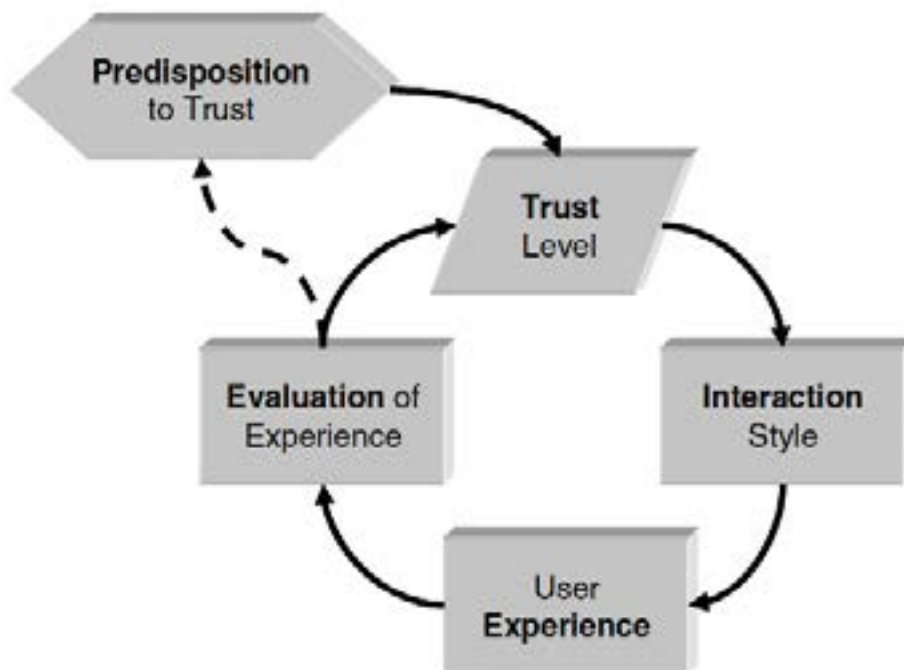 Predisposition
to Trust
Trust
Level
Evaluation of
Experience
Interaction
Style
User
Experience